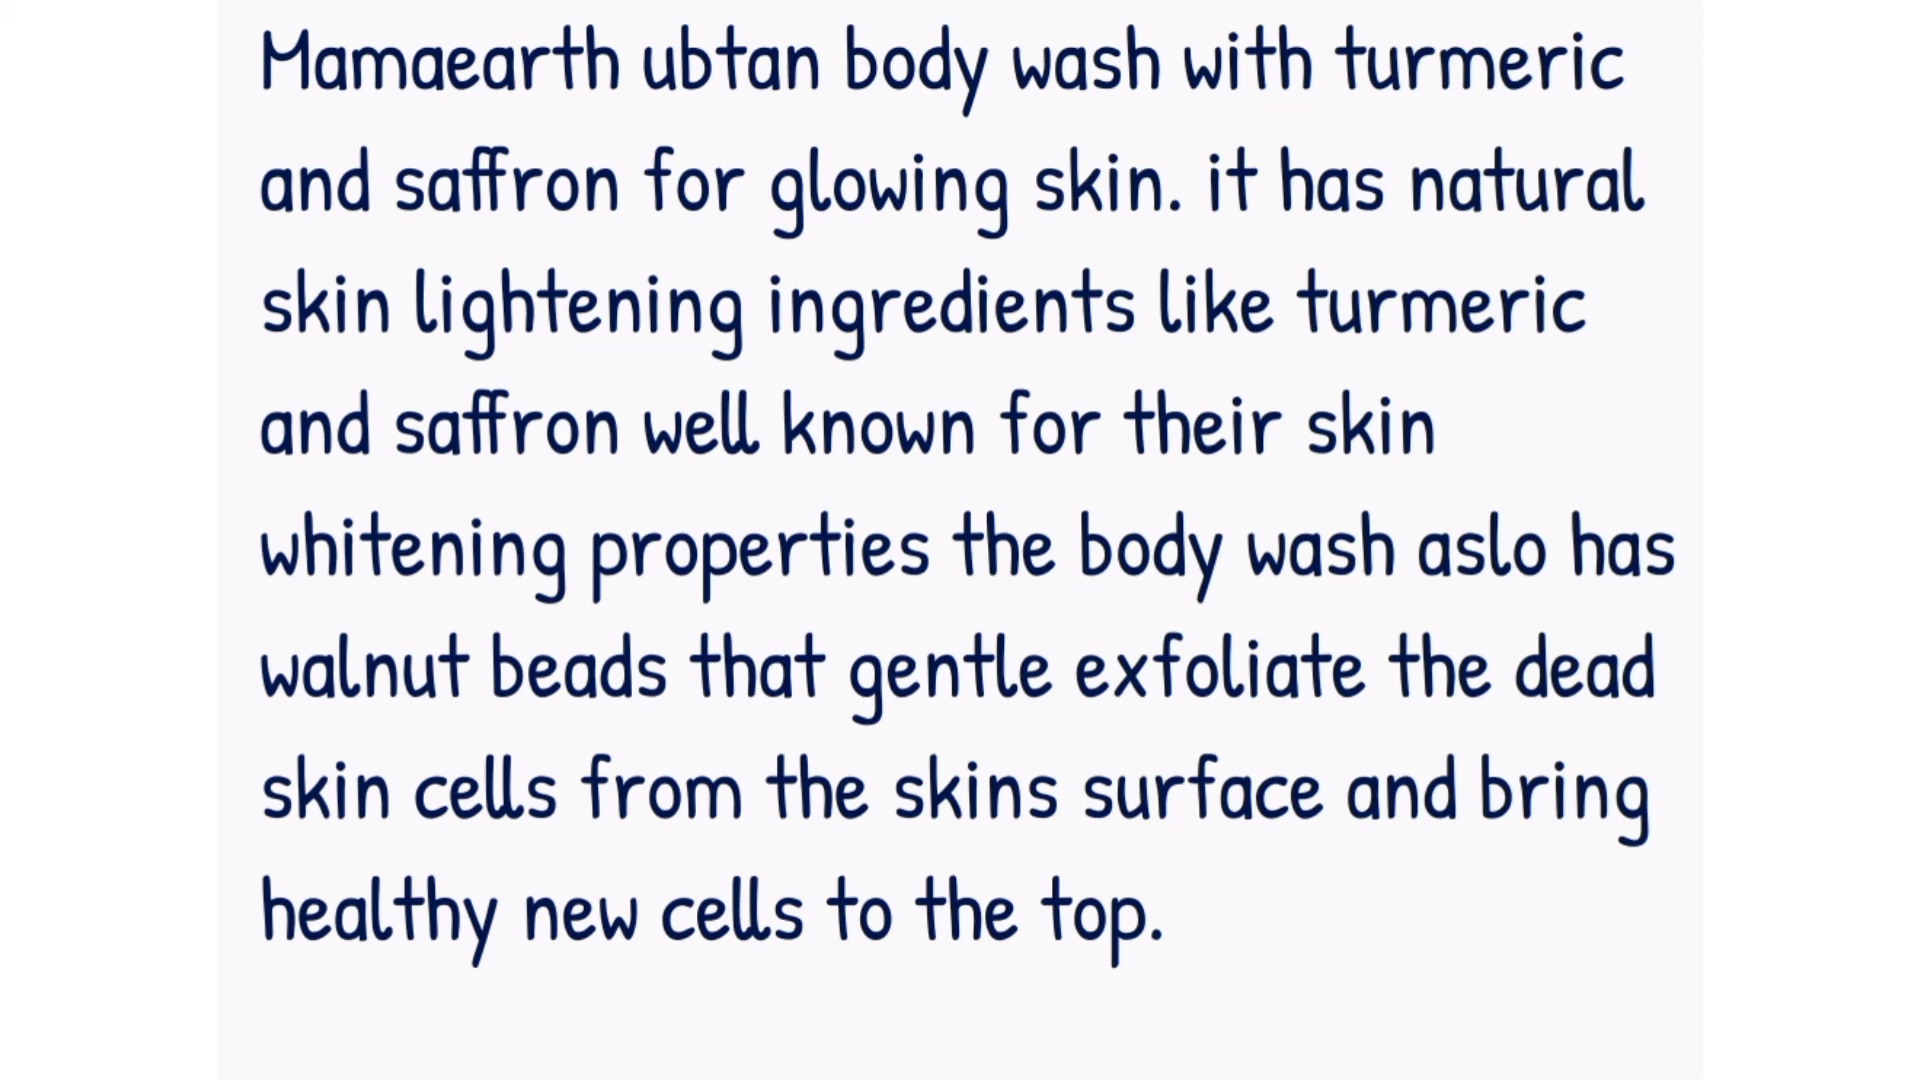 Mamaearth ubtan body wash with turmeric
and saffron for glowing skin. it has natural
skin lightening ingredients like turmeric
and saffron well known for their skin
whitening properties the body wash aslo has
walnut beads that gentle exfoliate the dead
skin cells from the skins surface and bring
healthy new cells to the top.